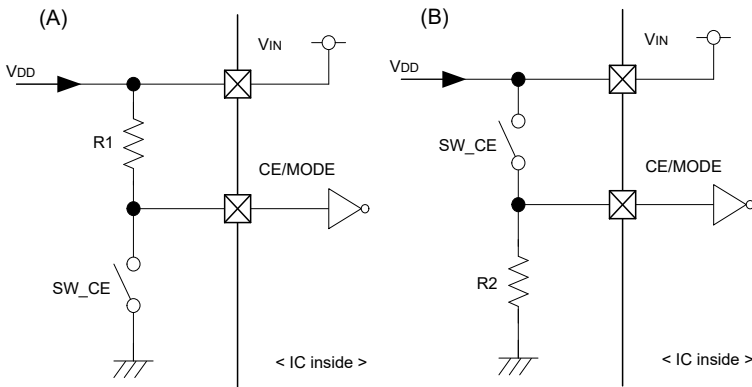 (A)
VIN
VDD
R1
CE/MODE
SW_CE
< IC inside >
(B)
VIN
VDD
SW_CE
CE/MODE
R2
< IC inside >